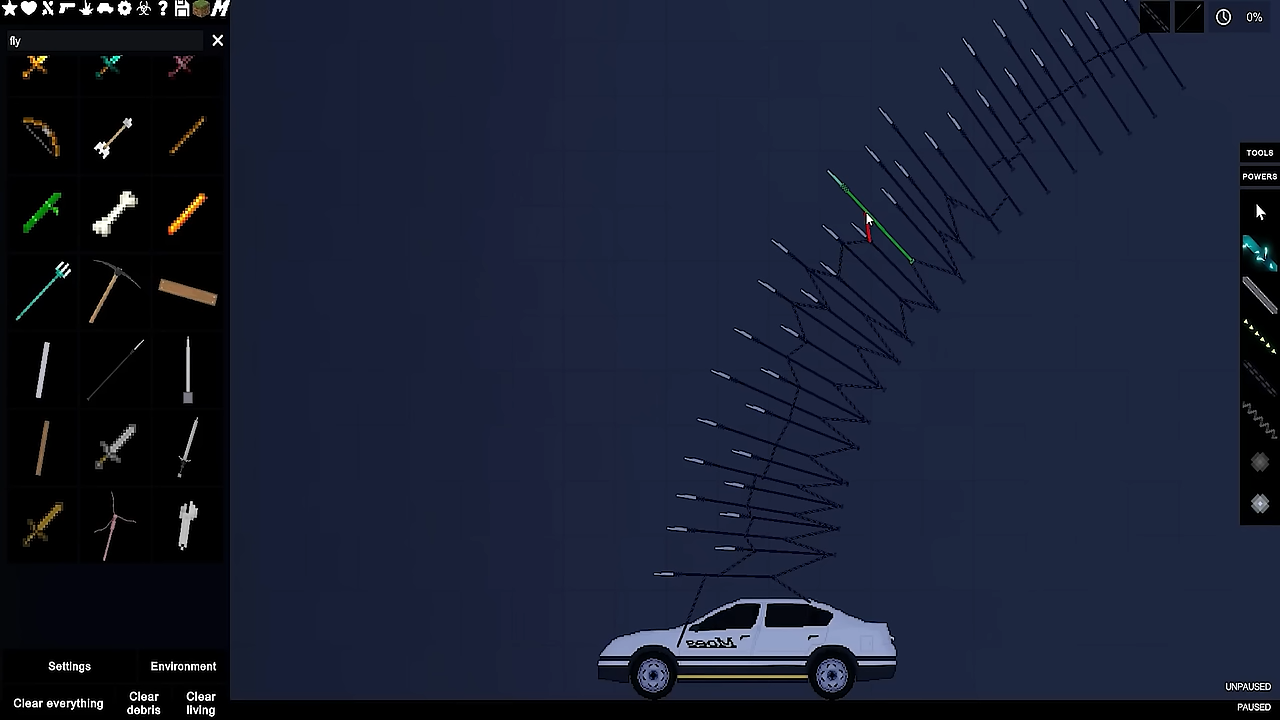 fly
0%
TOOLS
POWERS
Settings
Environment
Clear everything
Clear debris
Clear living
UNPAUSED
PAUSED